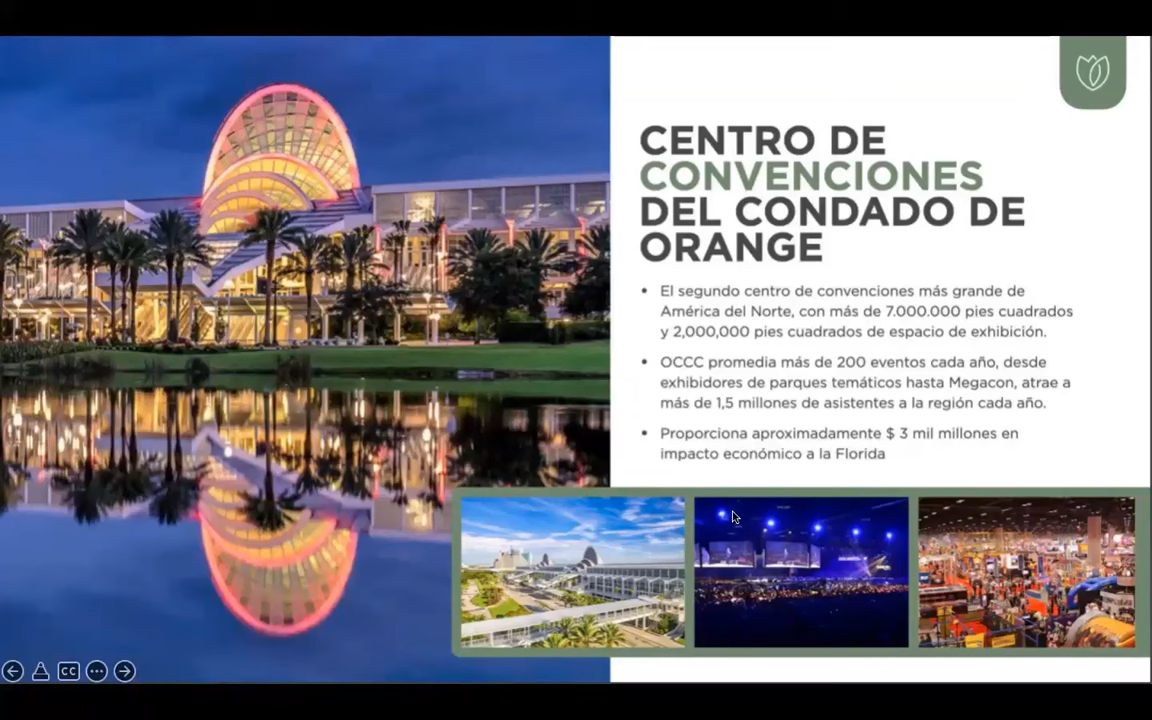 CENTRO DE
CONVENCIONES
DEL CONDADO DE
ORANGE
• El segundo centro de convenciones más grande de
América del Norte, con más de 7.000.000 pies cuadrados
y 2,000,000 pies cuadrados de espacio de exhibición.
• OCCC promedia más de 200 eventos cada año, desde
exhibidores de parques temáticos hasta Megacon, atrae a
más de 1,5 millones de asistentes a la región cada año.
• Proporciona aproximadamente $ 3 mil millones en
impacto económico a la Florida
CC